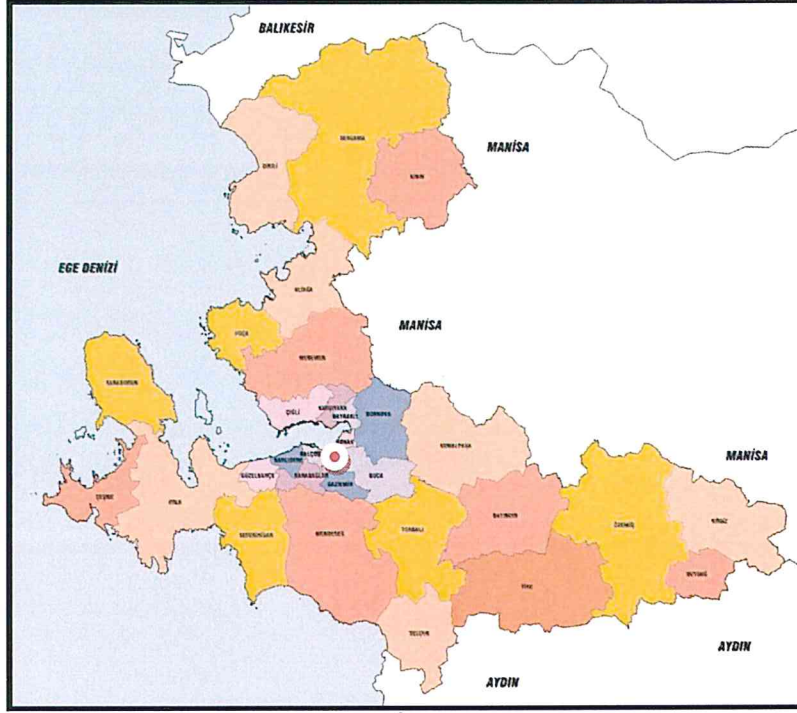 BALIKESİR
BERGAMA
MANİSA
DİKİLİ
KINIK
EGE DENİZİ
ALİAĞA
MANİSA
FOÇA
MENEMEN
KARABURUN
ÇİĞLİ
KARŞIYAKA
BAYRAKLI
BORNOVA
KONAK
KEMALPAŞA
NARLIDERE
BALÇOVA
MANİSA
GÜZELBAHÇE
KARABAĞLAR
BUCA
GAZİEMİR
ÇEŞME
URLA
SEFERİHİSAR
MENDERES
TORBALI
BAYINDIR
ÖDEMİŞ
KİRAZ
BEYDAĞ
TİRE
SELÇUK
AYDIN
AYDIN